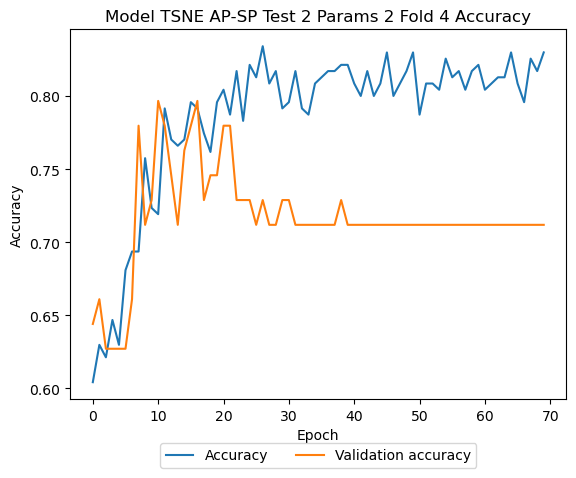 Model TSNE AP-SP Test 2 Params 2 Fold 4 Accuracy
Accuracy
0.80
0.75
0.70
0.65
0.60
0 10 20 30 40 50 60 70
Epoch
Accuracy Validation accuracy